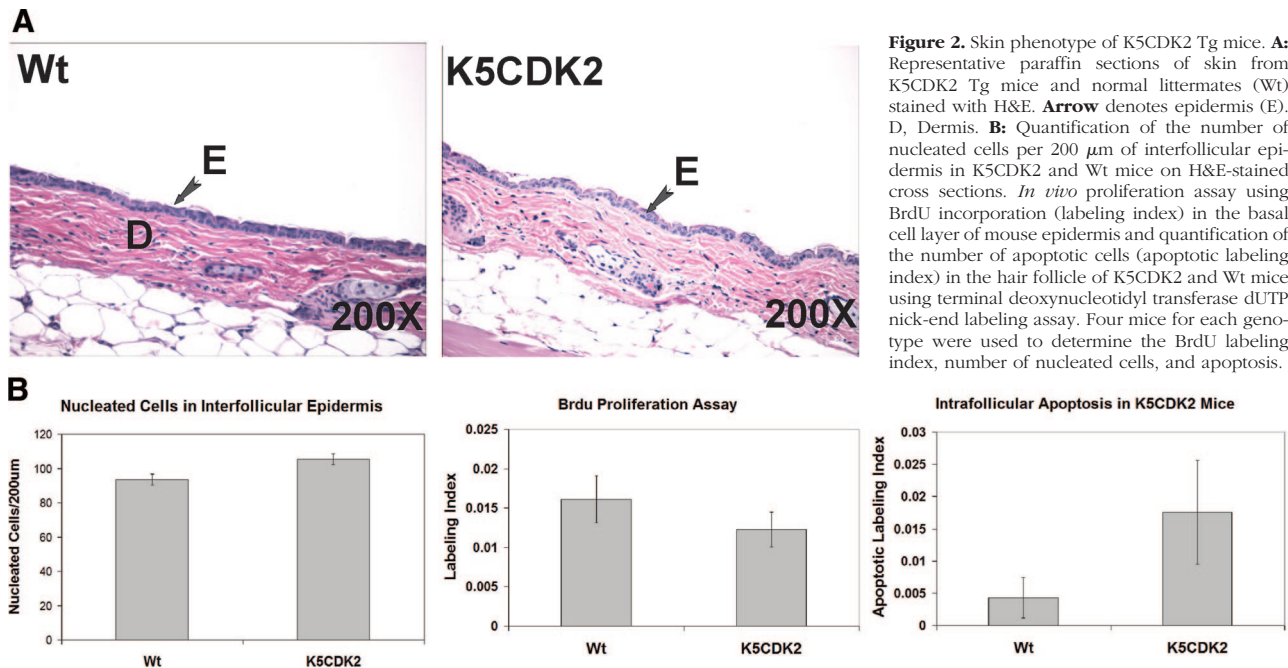 A
Wt
E
D
200X
K5CDK2
E
200X
Figure 2. Skin phenotype of K5CDK2 Tg mice. A:
Representative paraffin sections of skin from
K5CDK2 Tg mice and normal littermates (Wt)
stained with H&E. Arrow denotes epidermis (E).
D, Dermis. B: Quantification of the number of
nucleated cells per 200 μm of interfollicular epi-
dermis in K5CDK2 and Wt mice on H&E-stained
cross sections. In vivo proliferation assay using
BrdU incorporation (labeling index) in the basal
cell layer of mouse epidermis and quantification of
the number of apoptotic cells (apoptotic labeling
index) in the hair follicle of K5CDK2 and Wt mice
using terminal deoxynucleotidyl transferase dUTP
nick-end labeling assay. Four mice for each geno-
type were used to determine the BrdU labeling
index, number of nucleated cells, and apoptosis.
B
Nucleated Cells in Interfollicular Epidermis
Nucleated Cells/200um
120
100
80
60
40
20
0
Wt
K5CDK2
Brdu Proliferation Assay
Labeling Index
0.025
0.02
0.015
0.01
0.005
0
Wt
K5CDK2
Intrafollicular Apoptosis in K5CDK2 Mice
Apoptotic Labeling Index
0.03
0.025
0.02
0.015
0.01
0.005
0
Wt
K5CDK2